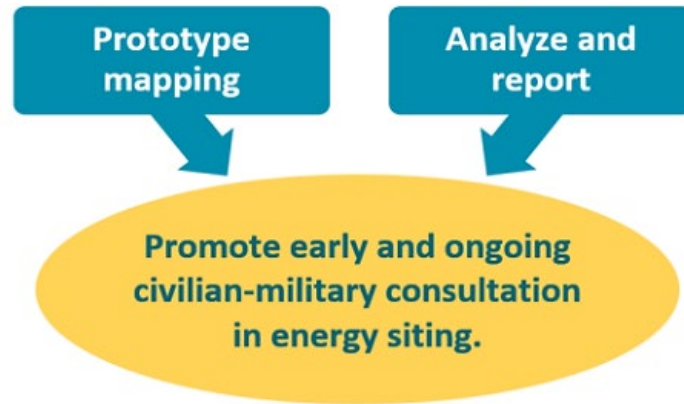 Prototype
mapping
Analyze and
report
Promote early and ongoing
civilian-military consultation
in energy siting.